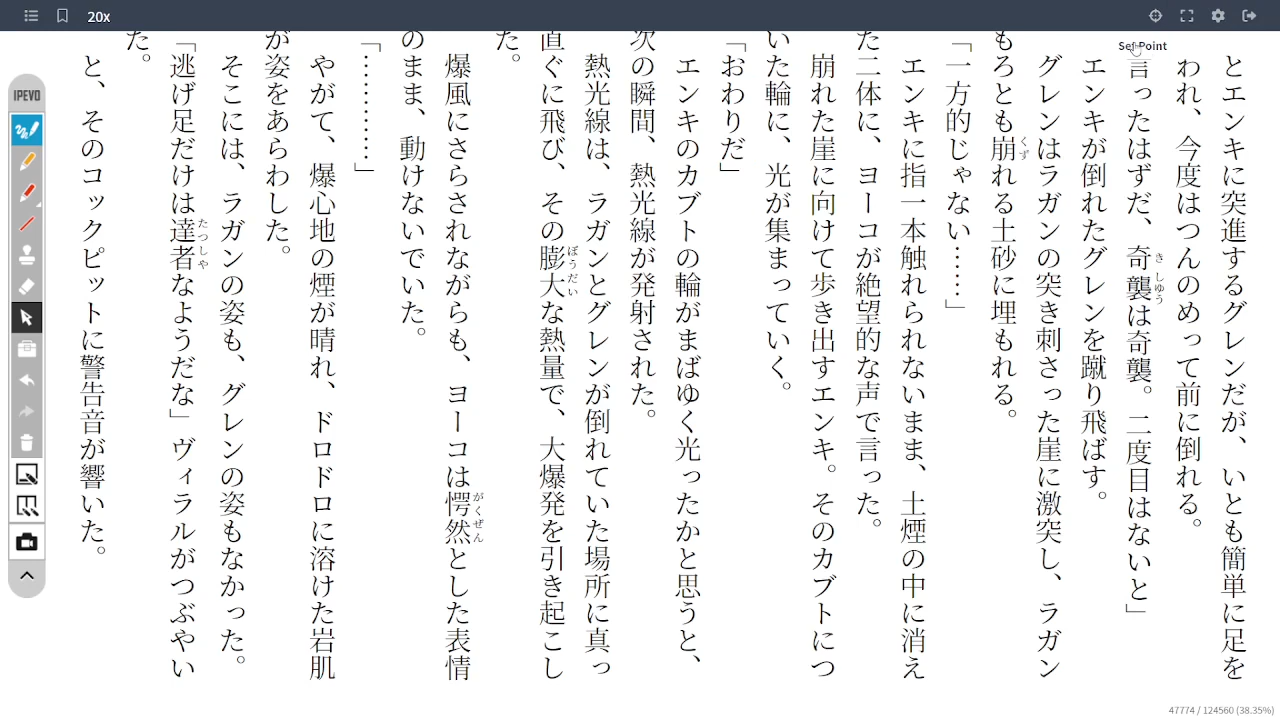 20x
Set Point
IPEVO
とエンキに突進するグレンだが、いとも簡単に足を
われ、今度はつんのめって前に倒れる。
言ったはずだ、奇襲は奇襲。二度目はないと」
エンキが倒れたグレンを蹴り飛ばす。
グレンはラガンの突き刺さった崖に激突し、ラガン
もろとも崩れる土砂に埋もれる。
「一方的じゃない……」
エンキに指一本触れられないまま、土煙の中に消え
た二体に、ヨーコが絶望的な声で言った。
崩れた崖に向けて歩き出すエンキ。そのカブトにつ
いた輪に、光が集まっていく。
「おわりだ」
エンキのカブトの輪がまばゆく光ったかと思うと、
次の瞬間、熱光線が発射された。
熱光線は、ラガンとグレンが倒れていた場所に真っ
直ぐに飛び、その膨大な熱量で、大爆発を引き起こし
た。
爆風にさらされながらも、ヨーコは愕然とした表情
のまま、動けないでいた。
「…………」
やがて、爆心地の煙が晴れ、ドロドロに溶けた岩肌
が姿をあらわした。
そこには、ラガンの姿も、グレンの姿もなかった。
「逃げ足だけは達者なようだな」ヴィラルがつぶやい
た。
と、そのコックピットに警告音が響いた。
47774 / 124560 (38.35%)